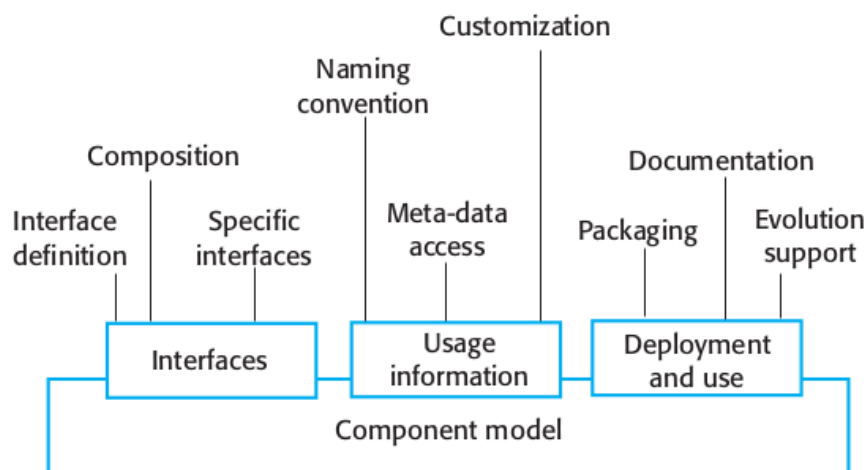 Customization
Naming
convention
Composition
Documentation
Interface
definition
Specific
interfaces
Meta-data
access
Packaging
Evolution
support
Interfaces
Usage
information
Deployment
and use
Component model